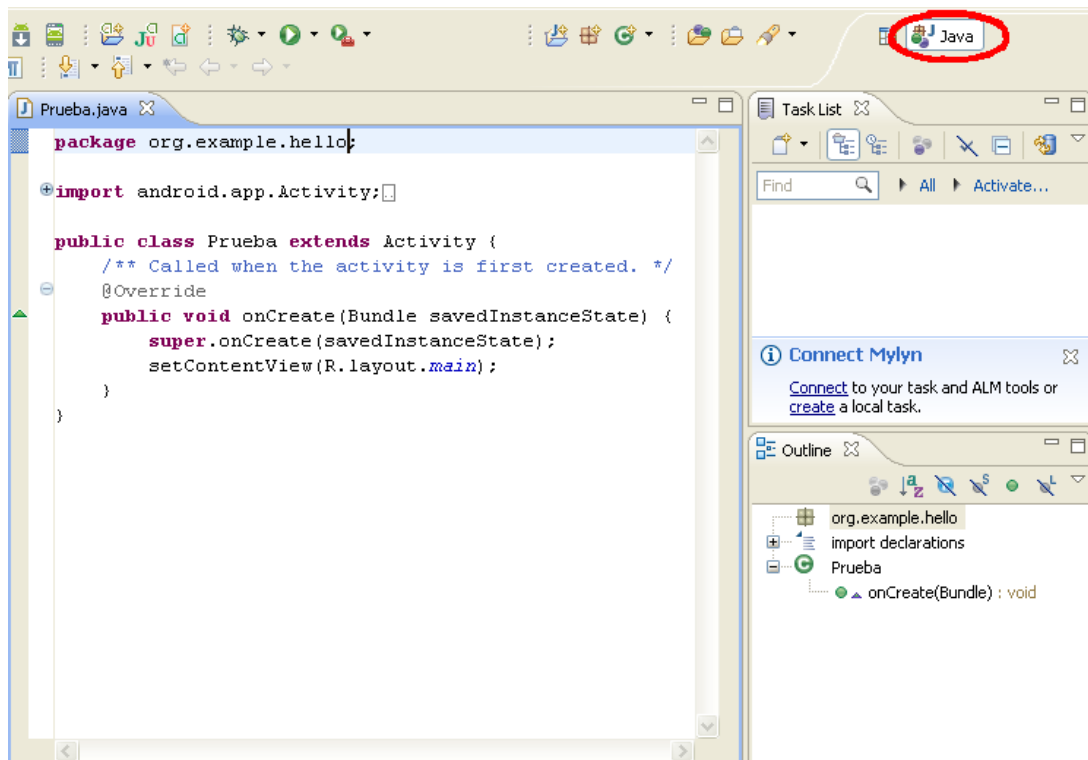 Java
Prueba.java
package org.example.hello;
import android.app.Activity;
public class Prueba extends Activity {
/** Called when the activity is first created. */
@Override
public void onCreate(Bundle savedInstanceState) {
super.onCreate(savedInstanceState);
setContentView(R.layout.main);
}
}
Task List
Find All Activate...
Connect Mylyn
Connect to your task and ALM tools or
create a local task.
Outline
org.example.hello
import declarations
Prueba
onCreate(Bundle) : void